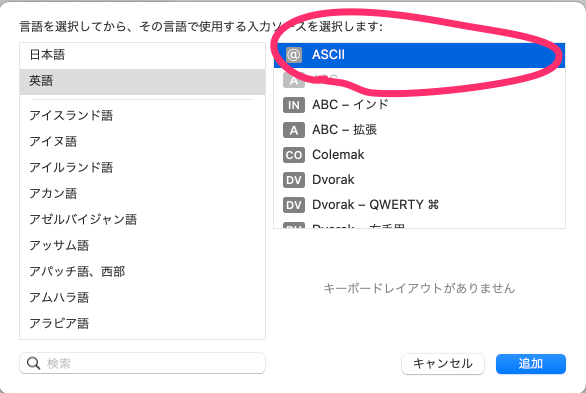 言語を選択してから、その言語で使用する入力ソースを選択します:
日本語
英語
アイスランド語
アイヌ語
アイルランド語
アカン語
アゼルバイジャン語
アッサム語
アパッチ語、西部
アムハラ語
アラビア語
@ ASCII
A
IN ABC – インド
A ABC – 拡張
CO Colemak
DV Dvorak
DV Dvorak – QWERTY ⌘
DV Dvorak – 右手用
キーボードレイアウトがありません
検索
キャンセル
追加